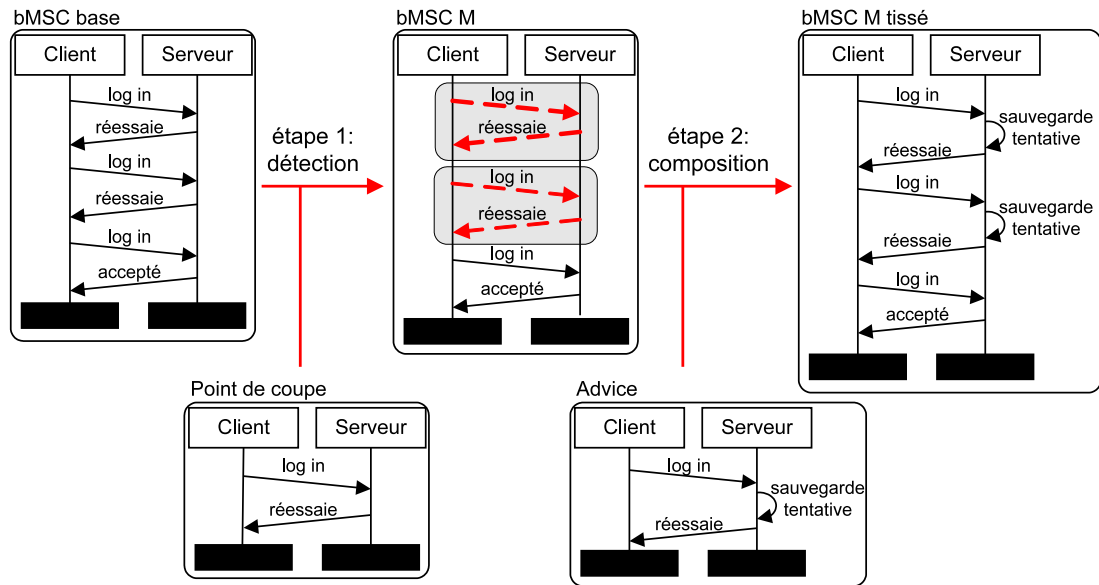 bMSC base
Client
Serveur
log in
réessaie
log in
réessaie
log in
accepté
étape 1:
détection
bMSC M
Client
Serveur
log in
réessaie
log in
réessaie
log in
accepté
étape 2:
composition
bMSC M tissé
Client
Serveur
log in
sauvegarde
tentative
réessaie
log in
sauvegarde
tentative
réessaie
log in
accepté
Point de coupe
Client
Serveur
log in
réessaie
Advice
Client
Serveur
log in
sauvegarde
tentative
réessaie